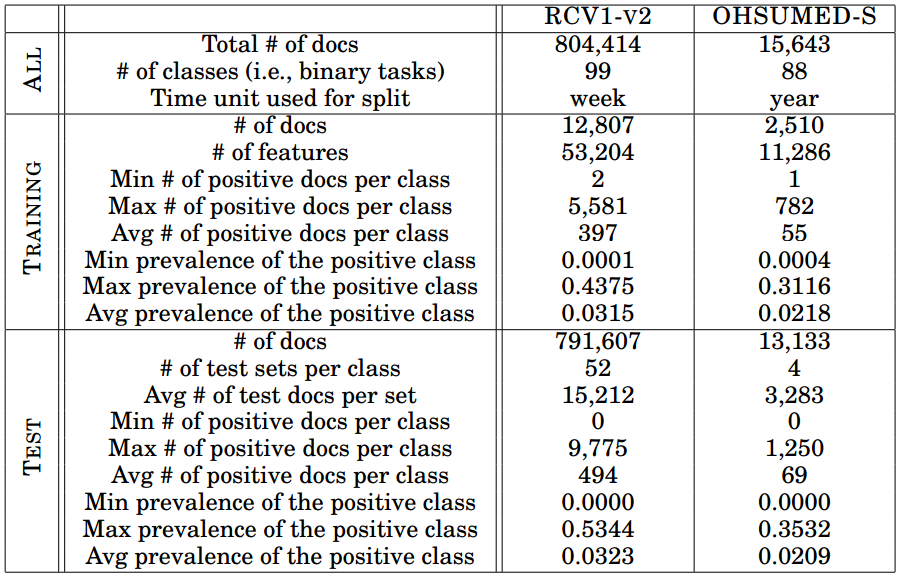 RCV1-v2 OHSUMED-S
ALL
Total # of docs 804,414 15,643
# of classes (i.e., binary tasks) 99 88
Time unit used for split week year
TRAINING
# of docs 12,807 2,510
# of features 53,204 11,286
Min # of positive docs per class 2 1
Max # of positive docs per class 5,581 782
Avg # of positive docs per class 397 55
Min prevalence of the positive class 0.0001 0.0004
Max prevalence of the positive class 0.4375 0.3116
Avg prevalence of the positive class 0.0315 0.0218
TEST
# of docs 791,607 13,133
# of test sets per class 52 4
Avg # of test docs per set 15,212 3,283
Min # of positive docs per class 0 0
Max # of positive docs per class 9,775 1,250
Avg # of positive docs per class 494 69
Min prevalence of the positive class 0.0000 0.0000
Max prevalence of the positive class 0.5344 0.3532
Avg prevalence of the positive class 0.0323 0.0209